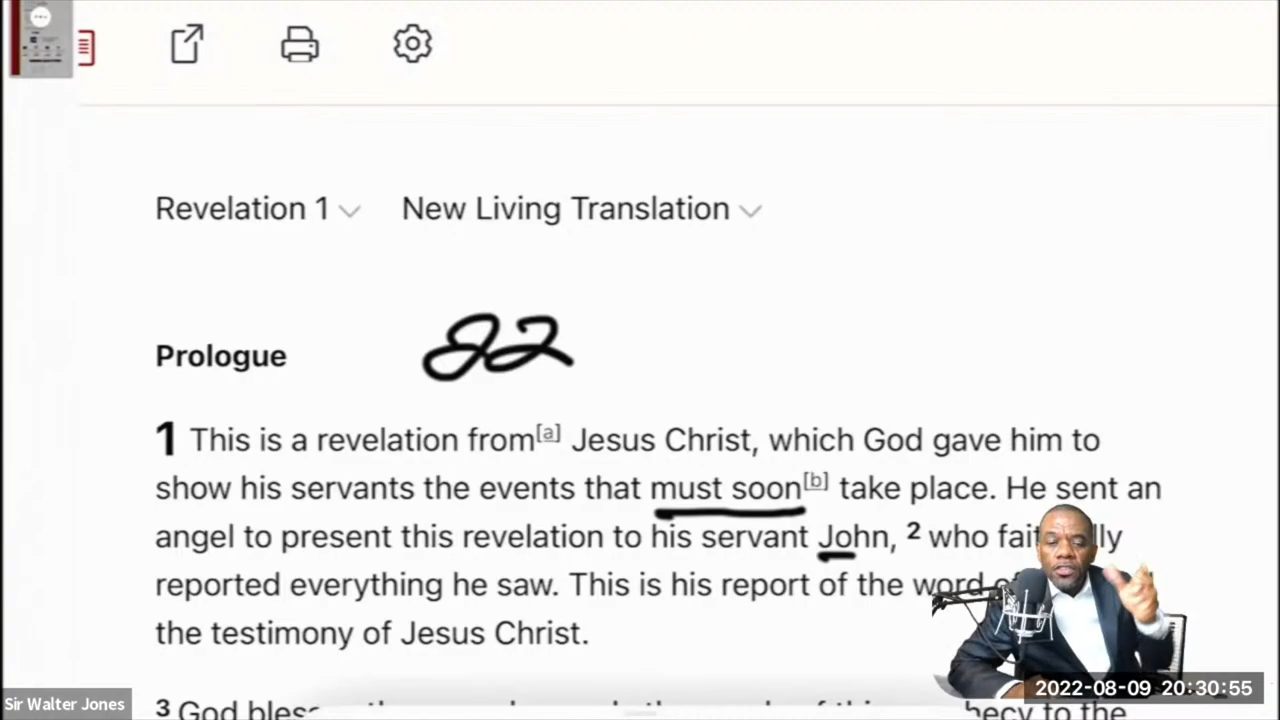 Revelation 1 New Living Translation
Prologue 22
1 This is a revelation from[a] Jesus Christ, which God gave him to
show his servants the events that must soon[b] take place. He sent an
angel to present this revelation to his servant John, 2 who
reported everything he saw. This is his report of the word
the testimony of Jesus Christ.
3 God to the
Sir Walter Jones
2022-08-09 20:30:55